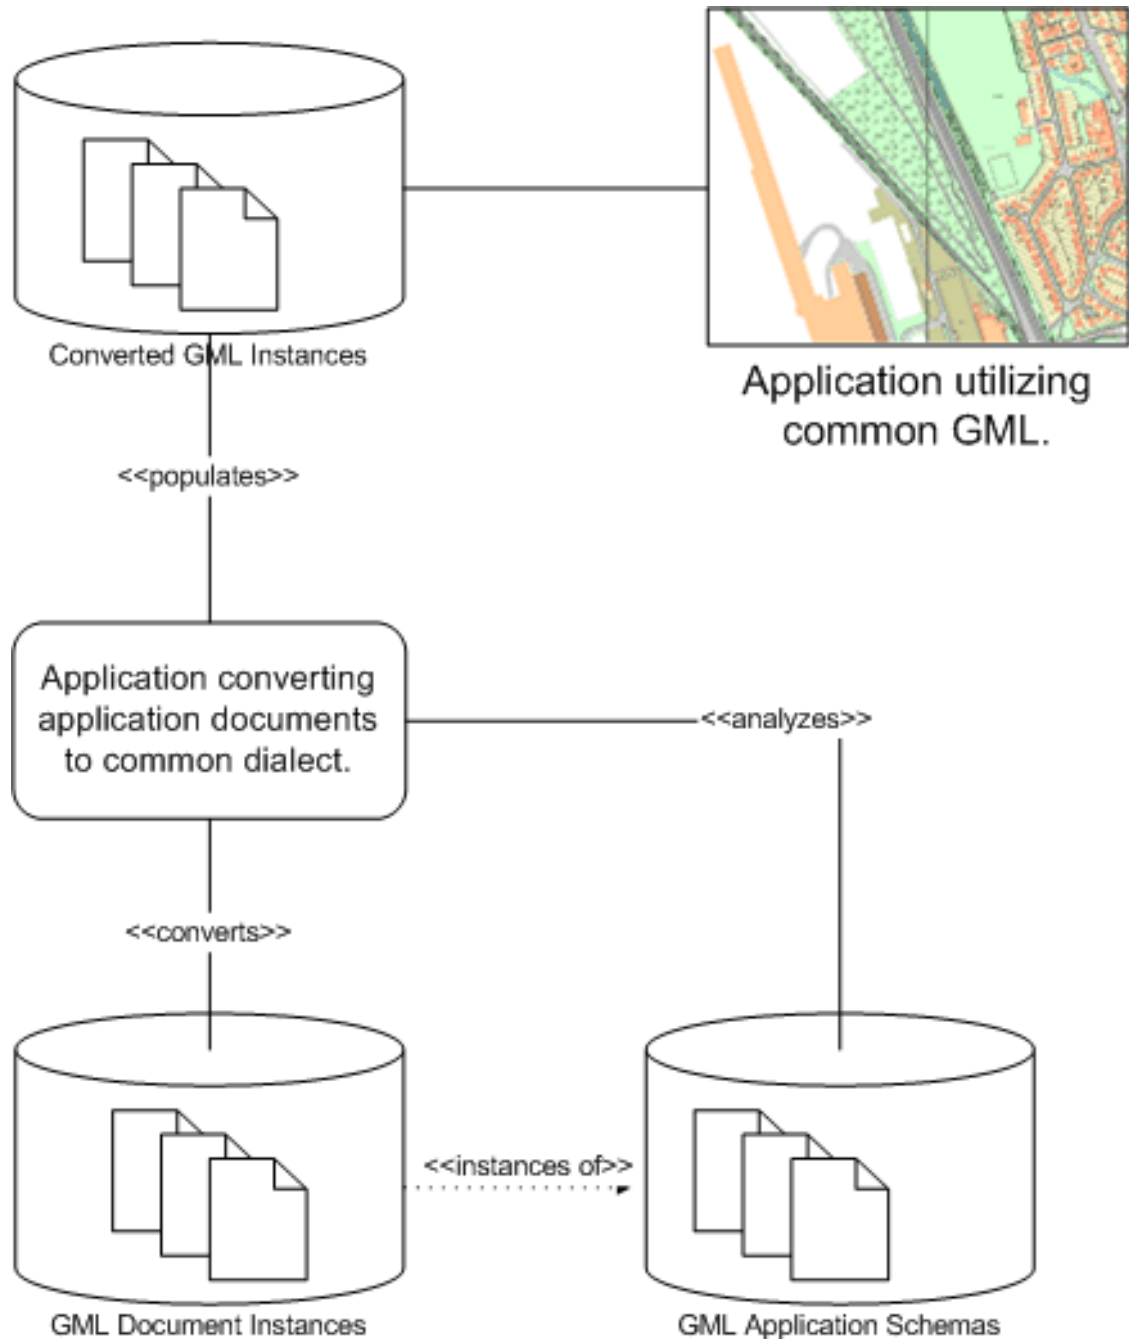 Converted GML Instances
Application utilizing
common GML.
<<populates>>
Application converting
application documents
to common dialect.
<<analyzes>>
<<converts>>
<<instances of>>
GML Document Instances
GML Application Schemas